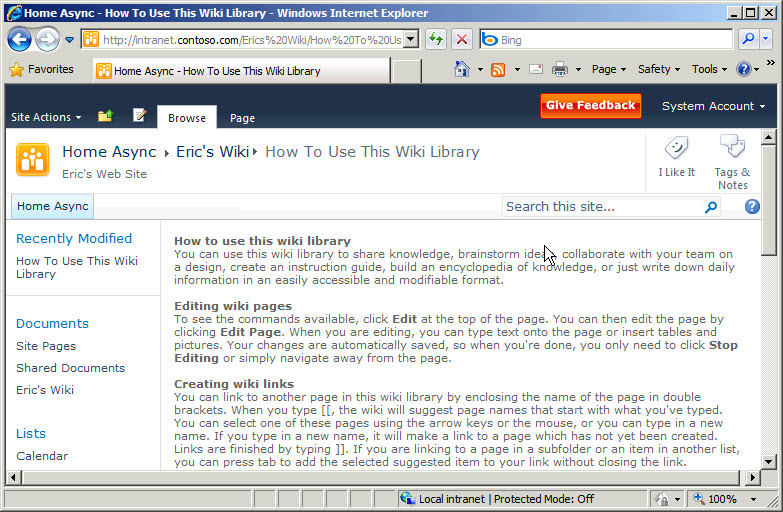 Home Async - How To Use This Wiki Library - Windows Internet Explorer
http://intranet.contoso.com/Erics%20Wiki/How%20To%20Us
Bing
Favorites
Home Async - How To Use This Wiki Library
Page
Safety
Tools
Site Actions
Browse
Page
Give Feedback
System Account
Home Async
Eric's Wiki
How To Use This Wiki Library
Eric's Web Site
I Like It
Tags &
Notes
Home Async
Search this site...
Recently Modified
How To Use This Wiki
Library
Documents
Site Pages
Shared Documents
Eric's Wiki
Lists
Calendar
How to use this wiki library
You can use this wiki library to share knowledge, brainstorm ideas, collaborate with your team on
a design, create an instruction guide, build an encyclopedia of knowledge, or just write down daily
information in an easily accessible and modifiable format.
Editing wiki pages
To see the commands available, click Edit at the top of the page. You can then edit the page by
clicking Edit Page. When you are editing, you can type text onto the page or insert tables and
pictures. Your changes are automatically saved, so when you're done, you only need to click Stop
Editing or simply navigate away from the page.
Creating wiki links
You can link to another page in this wiki library by enclosing the name of the page in double
brackets. When you type [[, the wiki will suggest page names that start with what you've typed.
You can select one of these pages using the arrow keys or the mouse, or you can type in a new
name. If you type in a new name, it will make a link to a page which has not yet been created.
Links are finished by typing ]]. If you are linking to a page in a subfolder or an item in another list,
you can press tab to add the selected suggested item to your link without closing the link.
Local intranet | Protected Mode: Off
100%